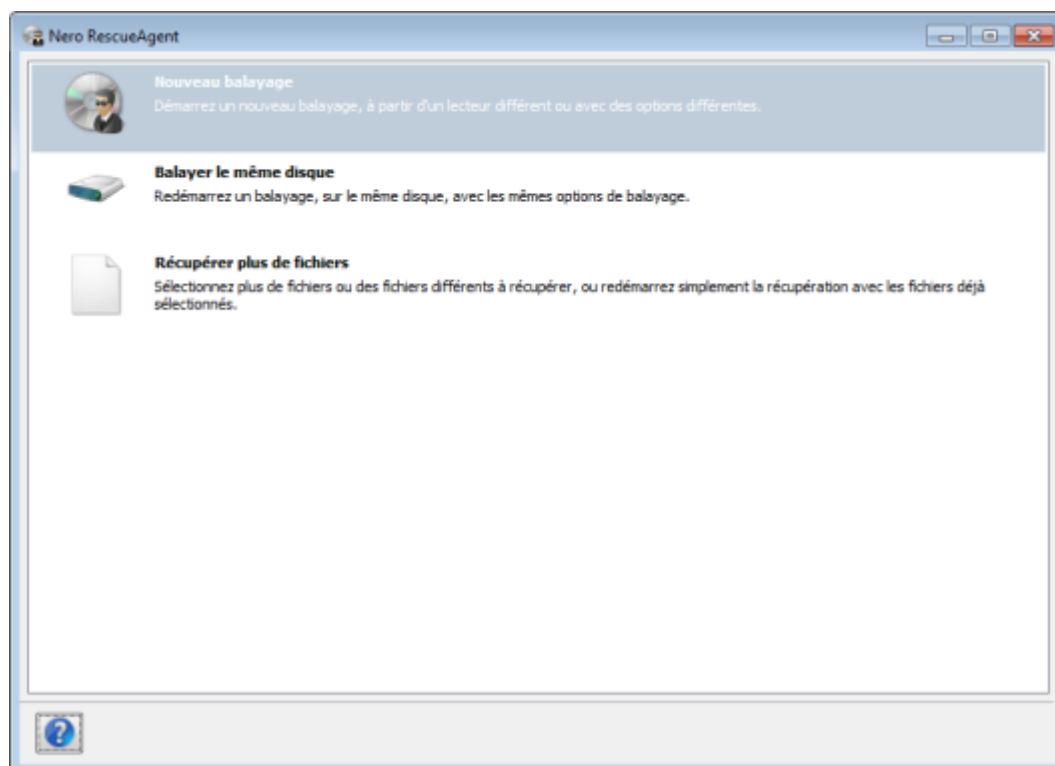 Nero RescueAgent
Nouveau balayage
Démarrez un nouveau balayage, à partir d'un lecteur différent ou avec des options différentes.
Balayer le même disque
Redémarrez un balayage, sur le même disque, avec les mêmes options de balayage.
Récupérer plus de fichiers
Sélectionnez plus de fichiers ou des fichiers différents à récupérer, ou redémarrez simplement la récupération avec les fichiers déjà
sélectionnés.